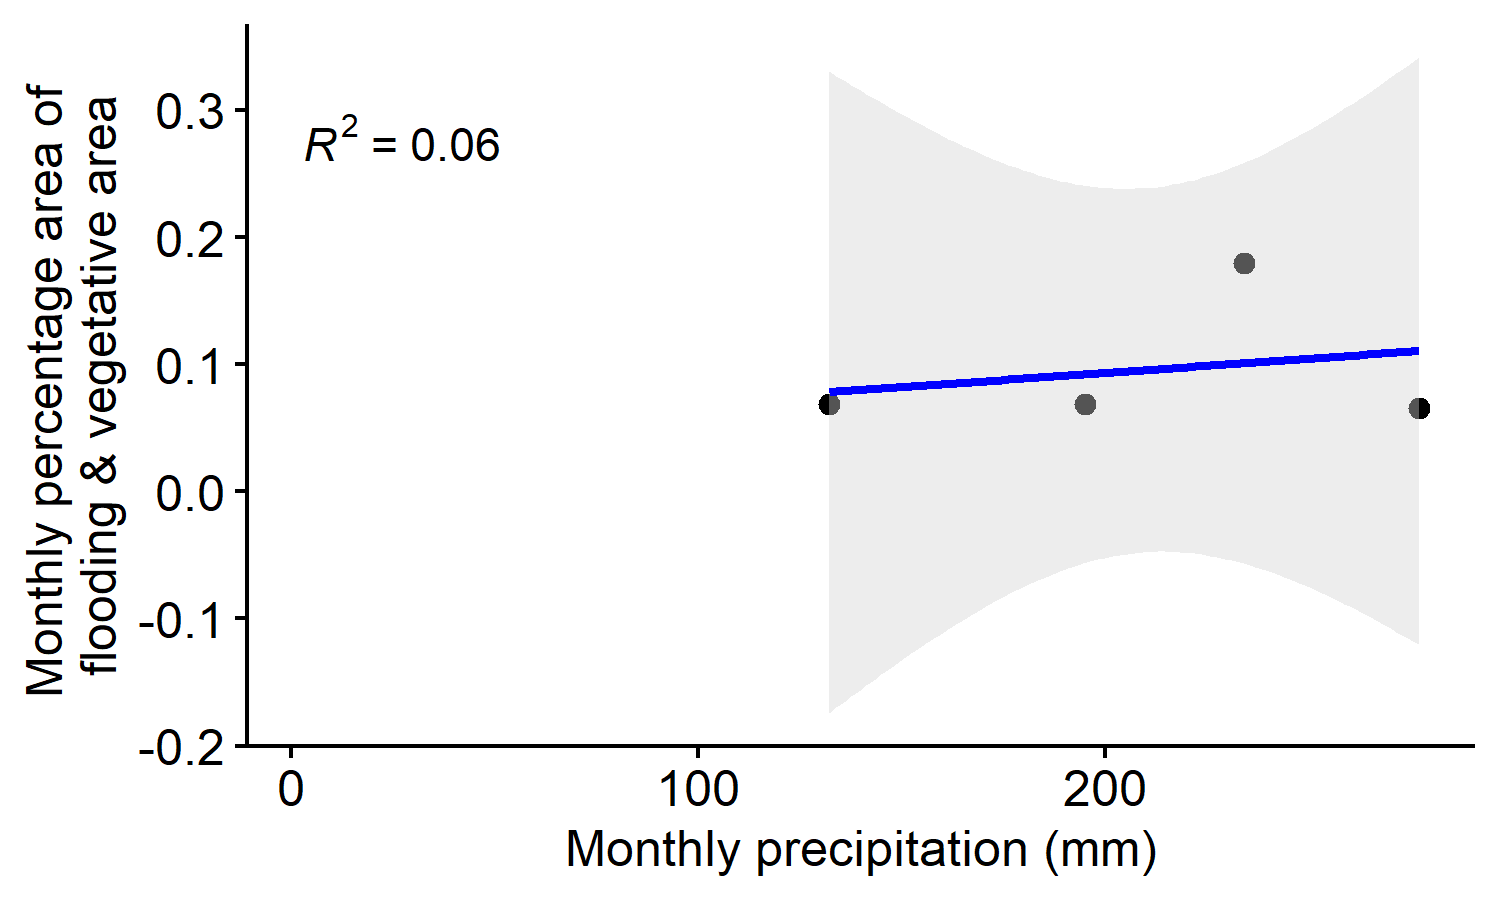 Monthly percentage area of
flooding & vegetative area
0.3
0.2
0.1
0.0
-0.1
-0.2
R² = 0.06
0 100 200
Monthly precipitation (mm)